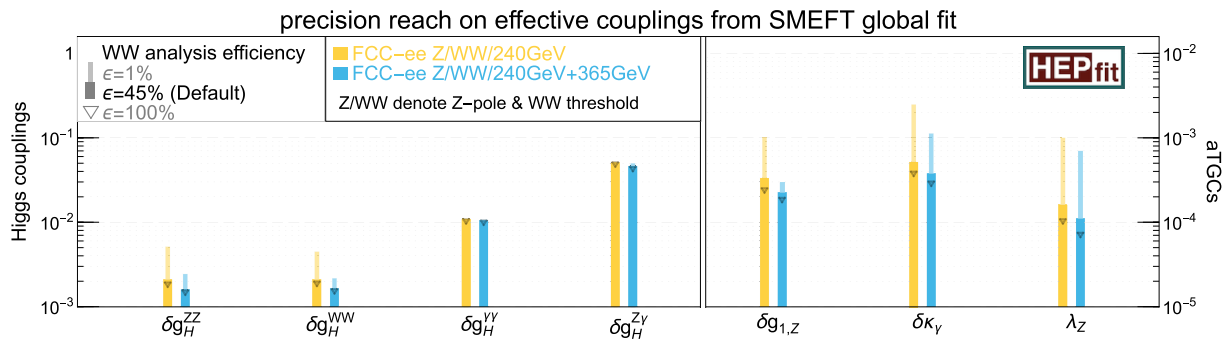 precision reach on effective couplings from SMEFT global fit
WW analysis efficiency
ϵ=1%
ϵ=45% (Default)
ϵ=100%
FCC−ee Z/WW/240GeV
FCC−ee Z/WW/240GeV+365GeV
Z/WW denote Z−pole & WW threshold
HEPfit
Higgs couplings
1
10⁻¹
10⁻²
10⁻³
aTGCs
10⁻²
10⁻³
10⁻⁴
10⁻⁵
δg_H^ZZ
δg_H^WW
δg_H^γγ
δg_H^Zγ
δg_1,Z
δκ_γ
λ_Z